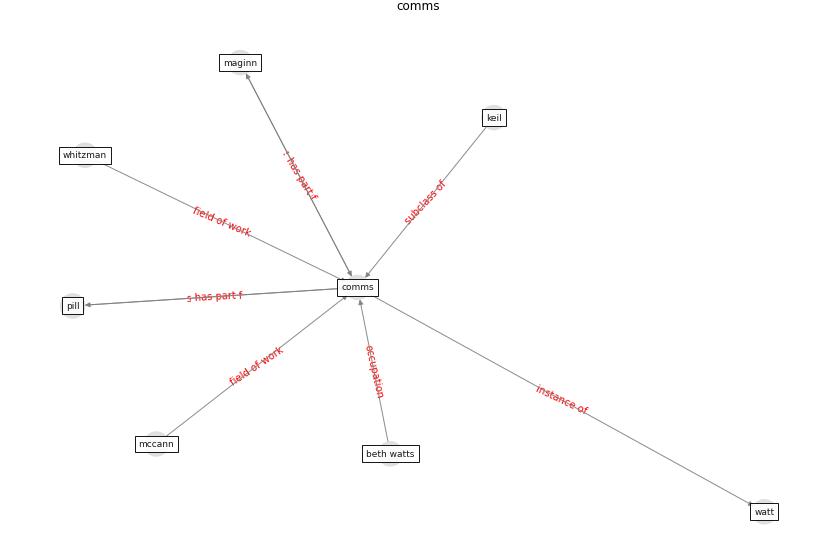 comms
maginn
keil
whitzman
has part
subclass of
field of work
comms
pill
has part
field of work
occupation
instance of
mccann
beth watts
watt